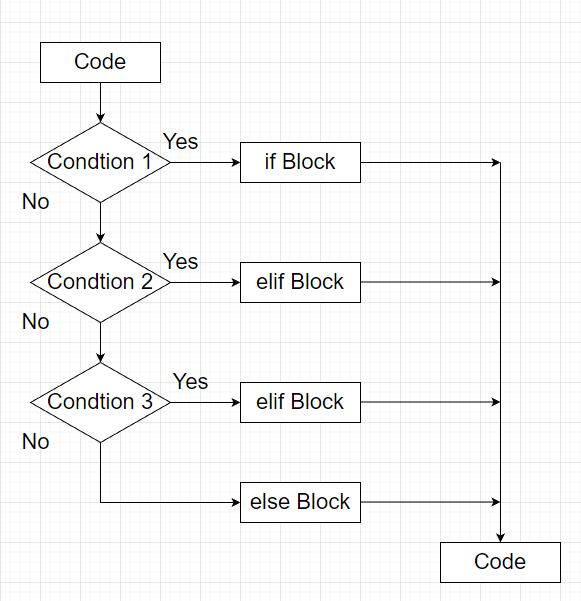 Code
Yes
Condtion 1
if Block
No
Yes
Condtion 2
elif Block
No
Yes
Condtion 3
elif Block
No
else Block
Code